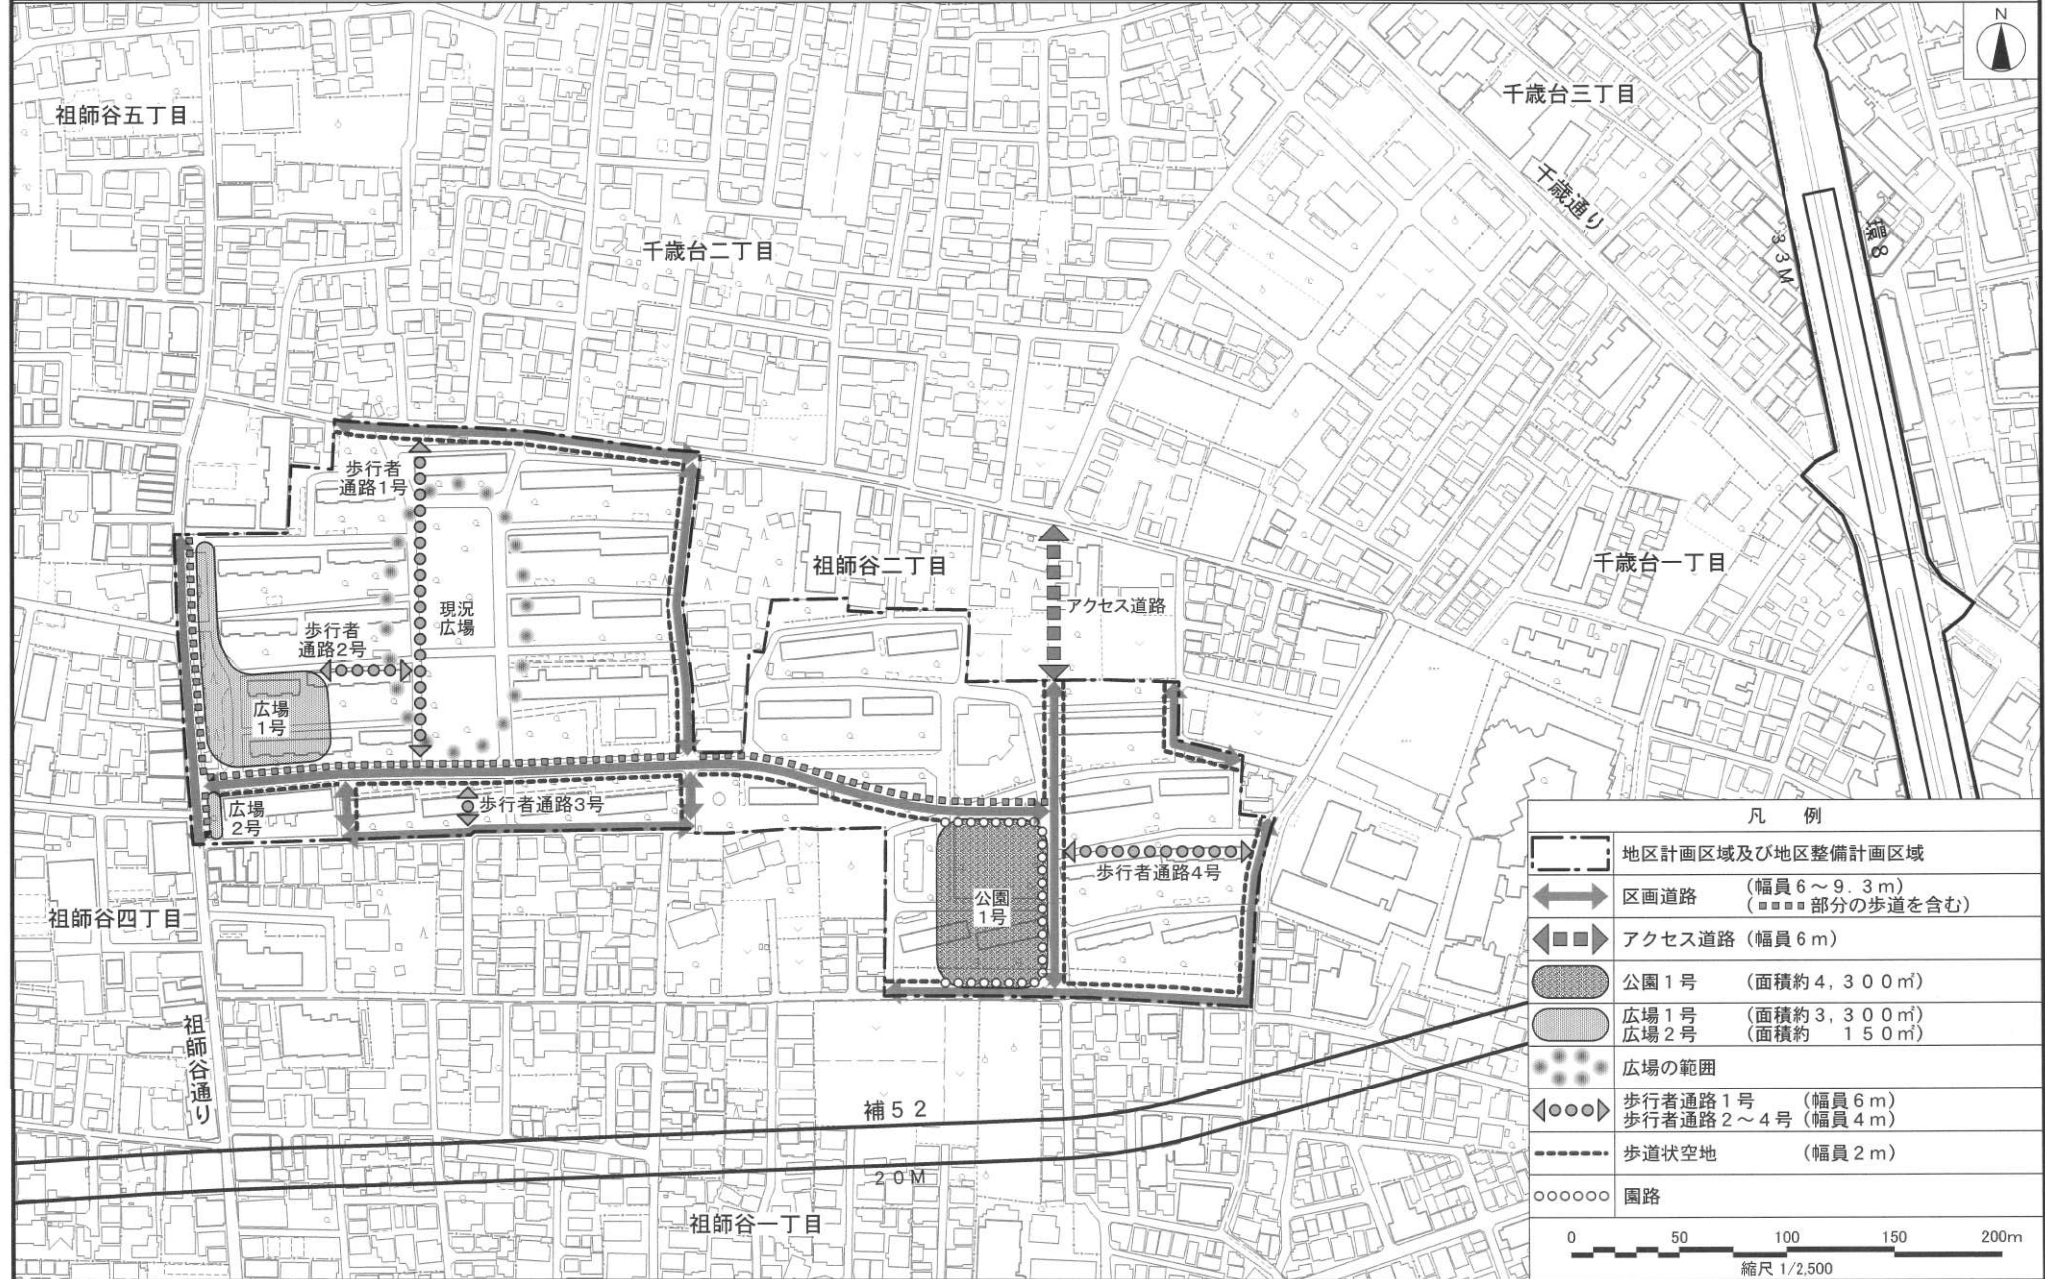 N
千歳台三丁目
祖師谷五丁目
千歳通り
環8
33M
千歳台二丁目
歩行者
通路1号
祖師谷二丁目
千歳台一丁目
アクセス道路
現況
広場
歩行者
通路2号
広場
1号
広場
2号
歩行者通路3号
歩行者通路4号
公園
1号
祖師谷四丁目
祖師谷通り
補52
20M
祖師谷一丁目
凡 例
地区計画区域及び地区整備計画区域
区画道路 (幅員6~9.3m)
(部分の歩道を含む)
アクセス道路(幅員6m)
公園1号 (面積約4,300㎡)
広場1号 (面積約3,300㎡)
広場2号 (面積約 150㎡)
広場の範囲
歩行者通路1号 (幅員6m)
歩行者通路2~4号(幅員4m)
歩道状空地 (幅員2m)
園路
0 50 100 150 200m
縮尺 1/2,500